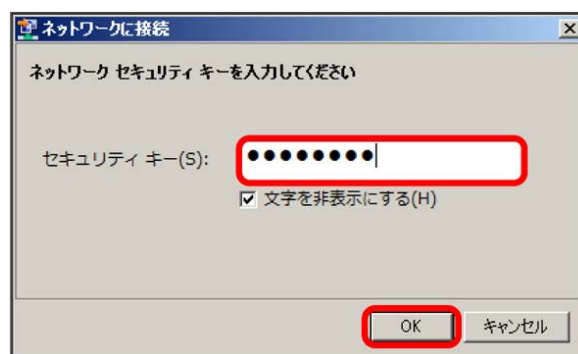 ネットワークに接続
ネットワーク セキュリティ キーを入力してください
セキュリティ キー(S): ●●●●●●●●
文字を非表示にする(H)
OK キャンセル